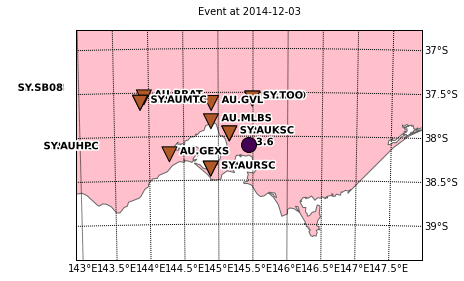 Event at 2014-12-03
37°S
SY.SB08
AU.BBAT
SY.AUMTC
AU.GVL
SY.TOO
37.5°S
AU.MLBS
SY.AUKSC
38°S
3.6
SY.AUHPC
AU.GEXS
SY.AURSC
38.5°S
39°S
143°E 143.5°E 144°E 144.5°E 145°E 145.5°E 146°E 146.5°E 147°E 147.5°E